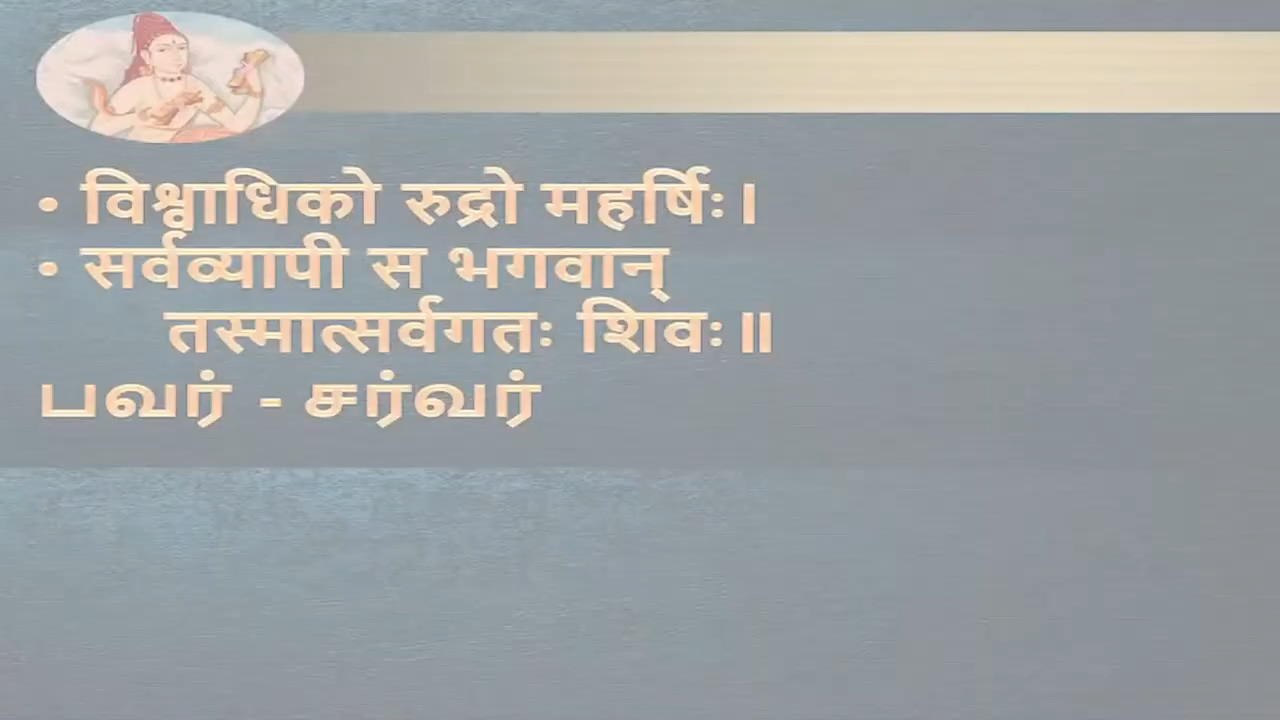 • विश्वाधिको रुद्रो महर्षिः।
• सर्वव्यापी स भगवान्
तस्मात्सर्वगतः शिवः॥
பவர் - சர்வர்